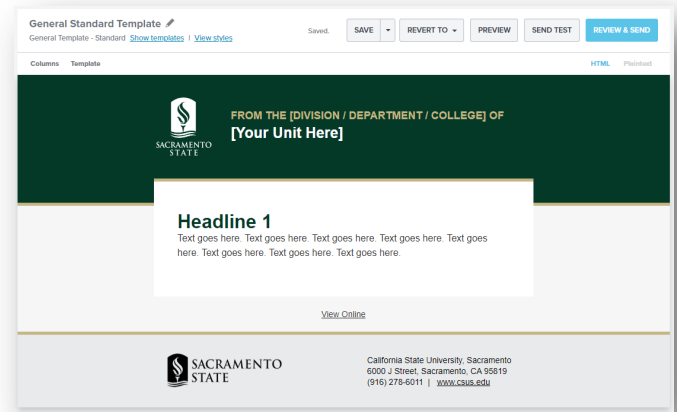 General Standard Template
General Template - Standard Show templates | View styles
Saved.
SAVE
REVERT TO
PREVIEW
SEND TEST
REVIEW & SEND
Columns Template
HTML Plaintext
SACRAMENTO
STATE
FROM THE [DIVISION / DEPARTMENT / COLLEGE] OF
[Your Unit Here]
Headline 1
Text goes here. Text goes here. Text goes here. Text goes here. Text goes
here. Text goes here. Text goes here. Text goes here.
View Online
SACRAMENTO
STATE
California State University, Sacramento
6000 J Street, Sacramento, CA 95819
(916) 278-6011 | www.csus.edu